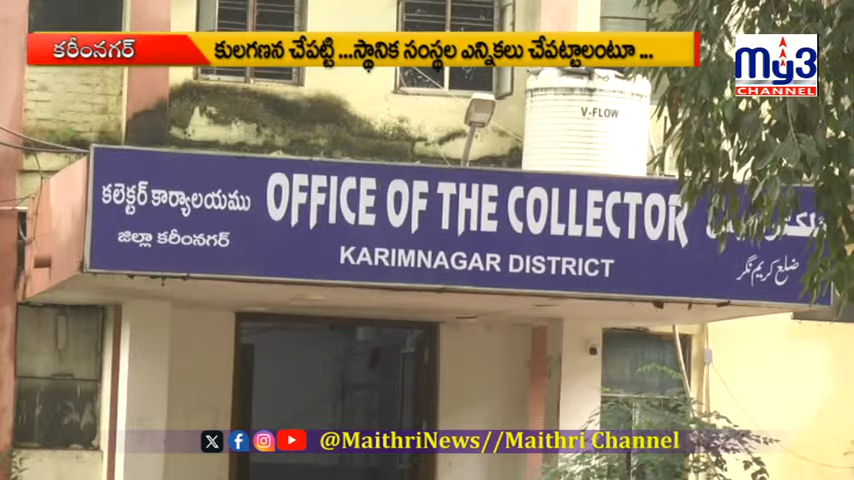 కరీంనగర్
కులగణన చేపట్టి ...స్థానిక సంస్థల ఎన్నికలు చేపట్టాలంటూ ...
My3
CHANNEL
V-FLOW
కలెక్టర్ కార్యాలయము
జిల్లా కరీంనగర్
OFFICE OF THE COLLECTOR
KARIMNAGAR DISTRICT
ضلع کریم نگر
@MaithriNews//Maithri Channel